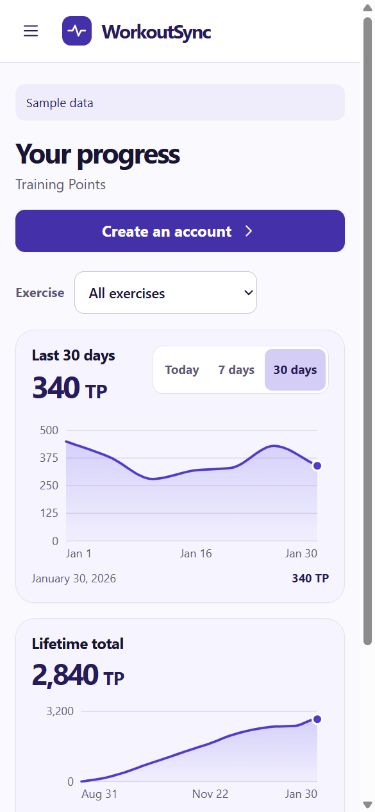 WorkoutSync
Sample data
Your progress
Training Points
Create an account
Exercise
All exercises
Last 30 days
340 TP
Today
7 days
30 days
500
375
250
125
0
Jan 1
Jan 16
Jan 30
January 30, 2026
340 TP
Lifetime total
2,840 TP
3,200
0
Aug 31
Nov 22
Jan 30